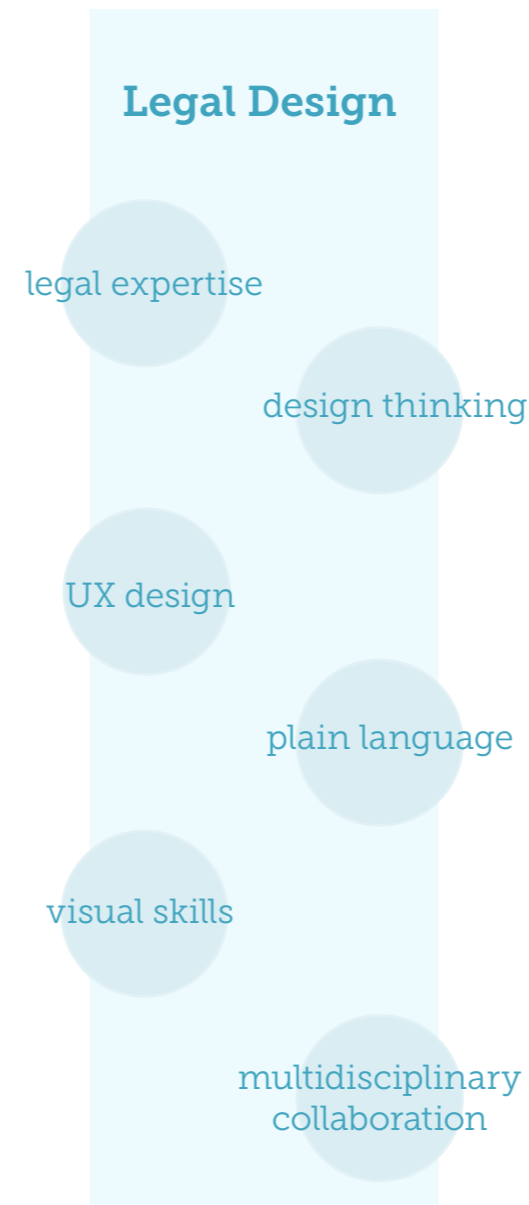 Legal Design
legal expertise
design thinking
UX design
plain language
visual skills
multidisciplinary
collaboration